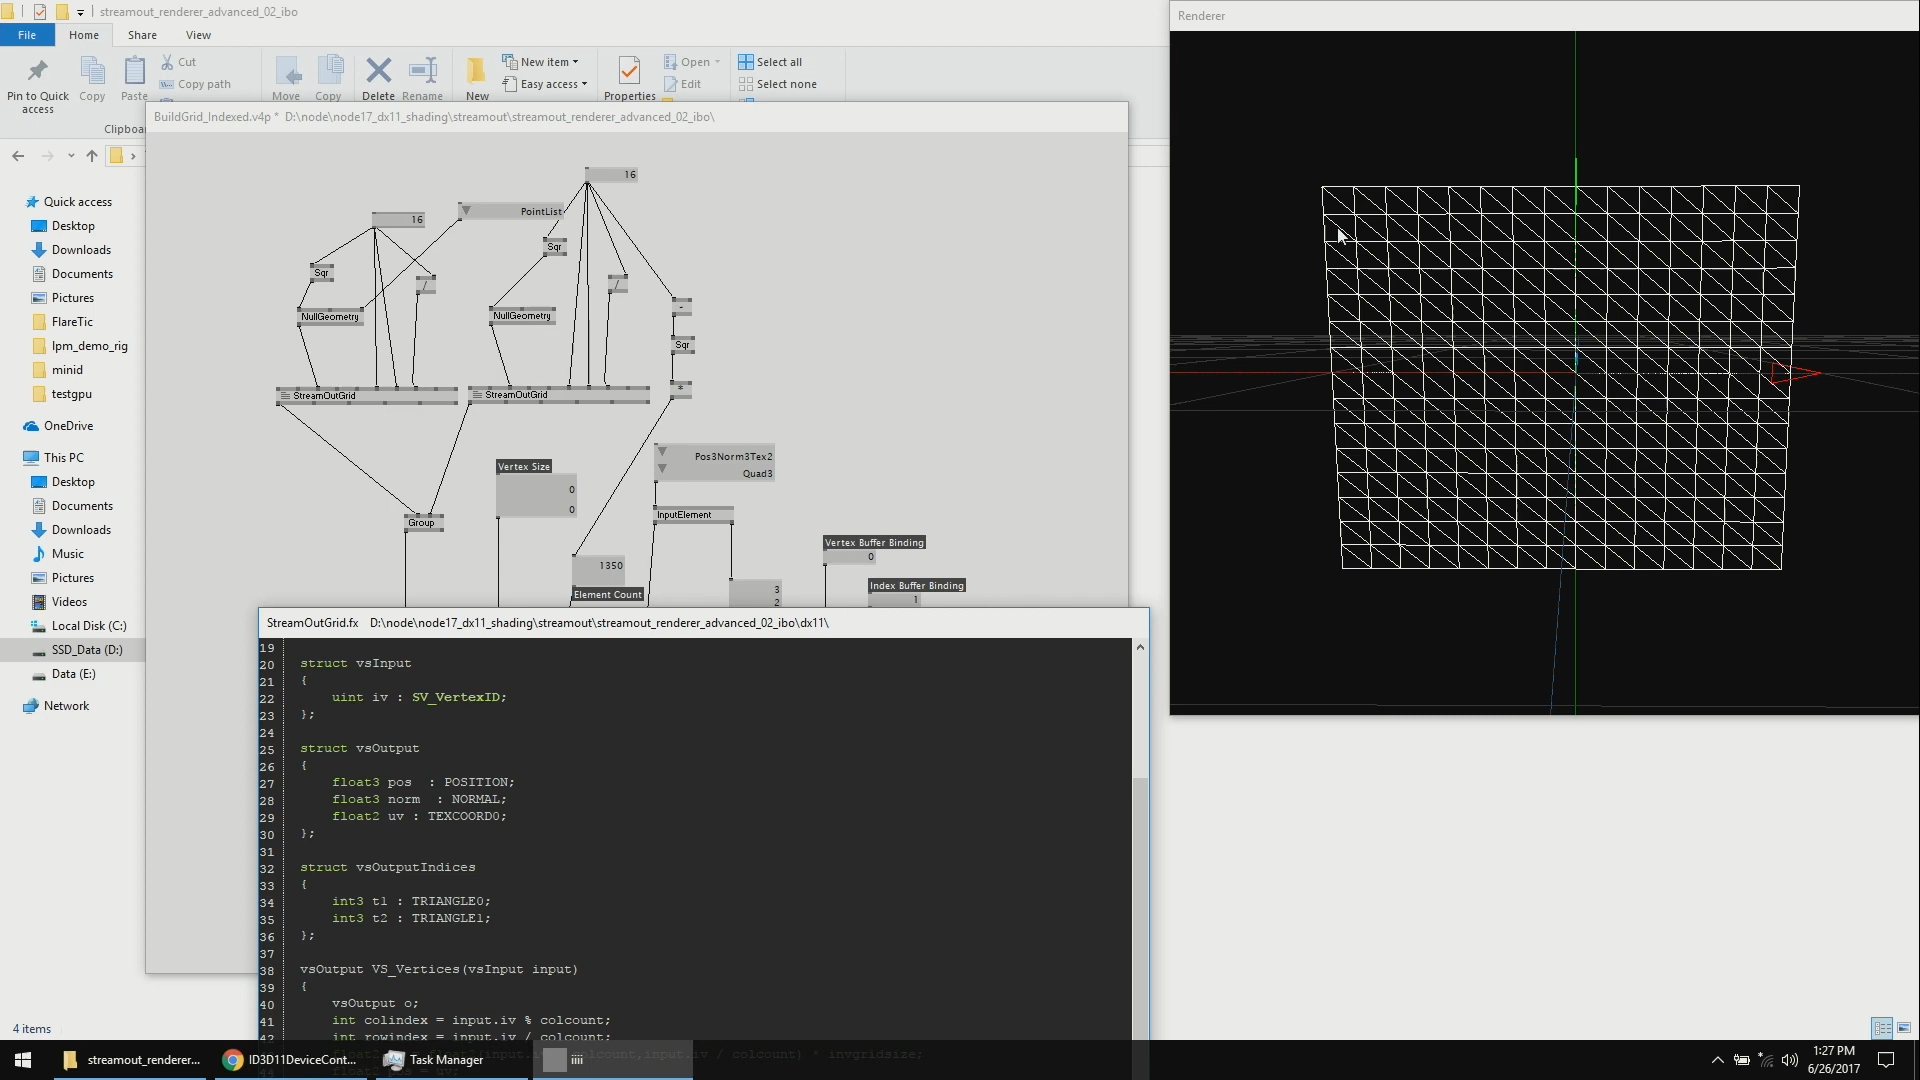 streamout_renderer_advanced_02_ibo
File Home Share View
Pin to Quick access
Copy
Paste
Cut
Copy path
Move
Copy
Delete
Rename
New
New item
Easy access
Properties
Open
Edit
Select all
Select none
Clipboa
BuildGrid_Indexed.v4p * D:\node\node17_dx11_shading\streamout\streamout_renderer_advanced_02_ibo\
Quick access
Desktop
Downloads
Documents
Pictures
FlareTic
lpm_demo_rig
minid
testgpu
OneDrive
This PC
Desktop
Documents
Downloads
Music
Pictures
Videos
Local Disk (C:)
SSD_Data (D:)
Data (E:)
Network
4 items
16
16
PointList
Sqr
Sqr
/
/
NullGeometry
NullGeometry
-
Sqr
*
StreamOutGrid
StreamOutGrid
Vertex Size
0
0
Pos3Norm3Tex2
Quad3
InputElement
Group
1350
Element Count
3
2
Vertex Buffer Binding
0
Index Buffer Binding
1
StreamOutGrid.fx D:\node\node17_dx11_shading\streamout\streamout_renderer_advanced_02_ibo\dx11\
19
20 struct vsInput
21 {
22 uint iv : SV_VertexID;
23 };
24
25 struct vsOutput
26 {
27 float3 pos : POSITION;
28 float3 norm : NORMAL;
29 float2 uv : TEXCOORD0;
30 };
31
32 struct vsOutputIndices
33 {
34 int3 t1 : TRIANGLE0;
35 int3 t2 : TRIANGLE1;
36 };
37
38 vsOutput VS_Vertices(vsInput input)
39 {
40 vsOutput o;
41 int colindex = input.iv % colcount;
42 int rowindex = input.iv / colcount;
Renderer
streamout_renderer...
ID3D11DeviceCont...
Task Manager
iiii
1:27 PM
6/26/2017